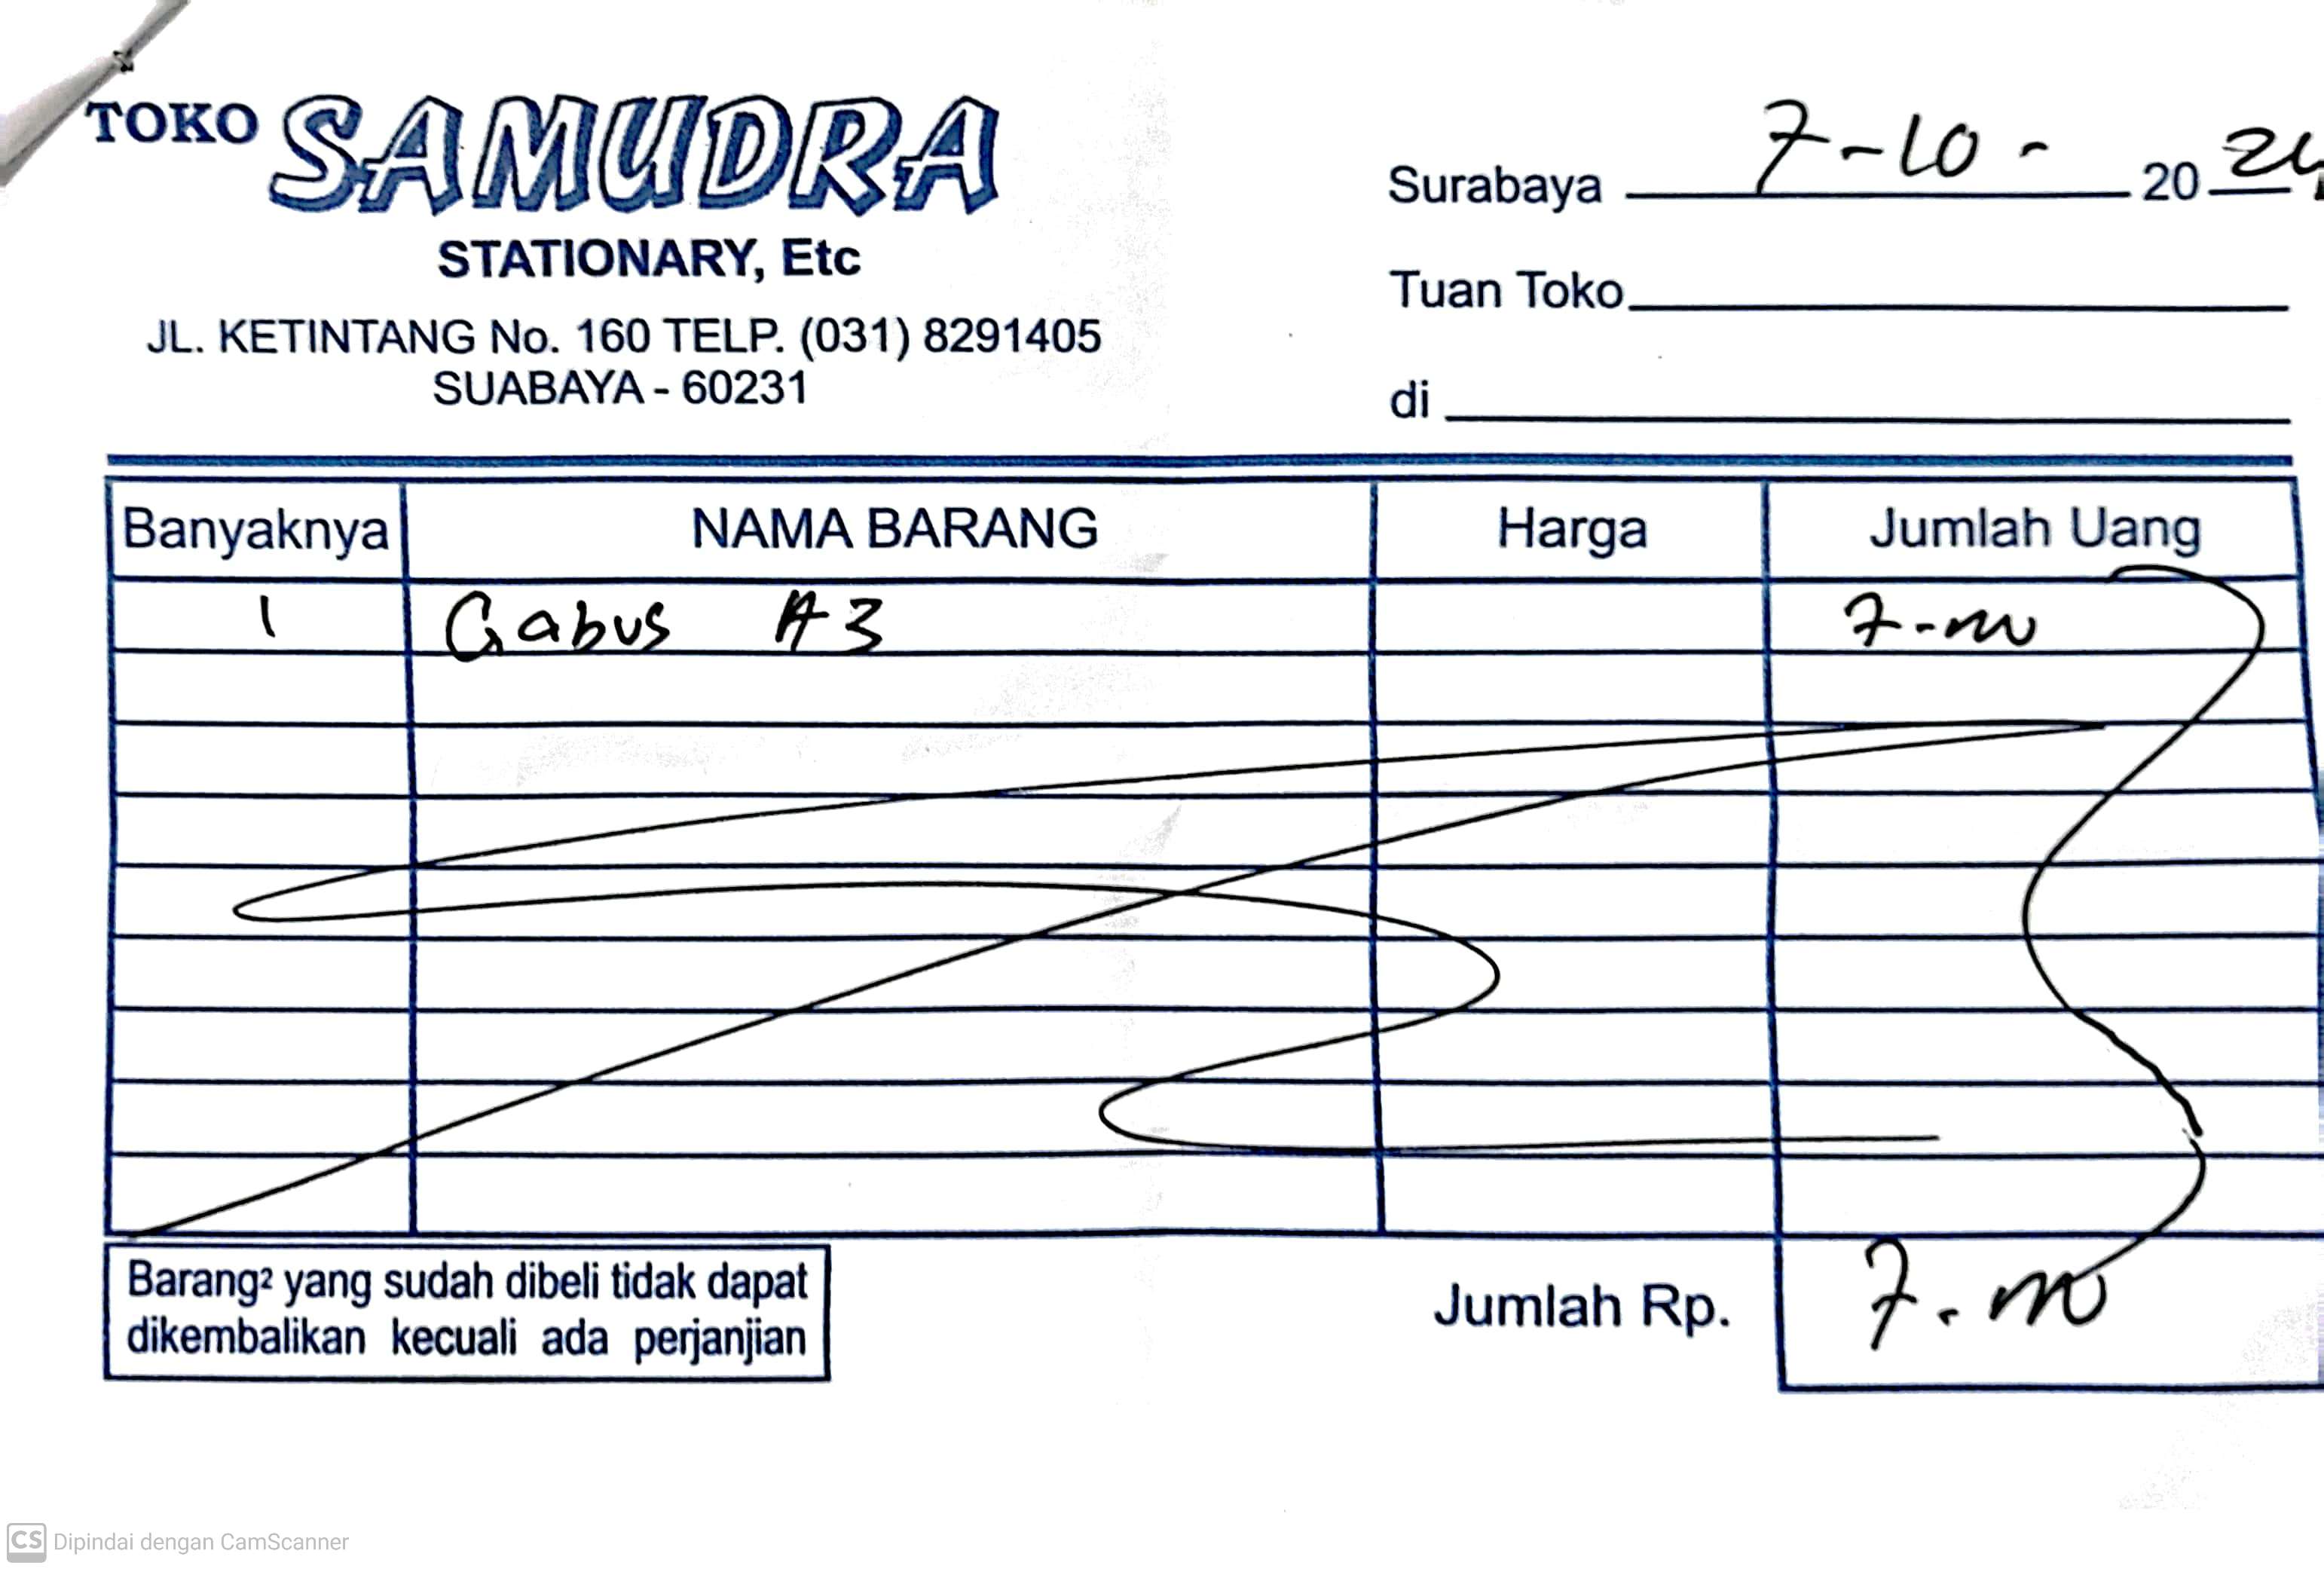 TOKO SAMUDRA
STATIONARY, Etc
JL. KETINTANG No. 160 TELP. (031) 8291405
SUABAYA - 60231
Surabaya 7-10- 2024
Tuan Toko
di
Banyaknya NAMA BARANG Harga Jumlah Uang
1 Gabus A3 7.000
Barang² yang sudah dibeli tidak dapat
dikembalikan kecuali ada perjanjian
Jumlah Rp. 7.000
CS Dipindai dengan CamScanner